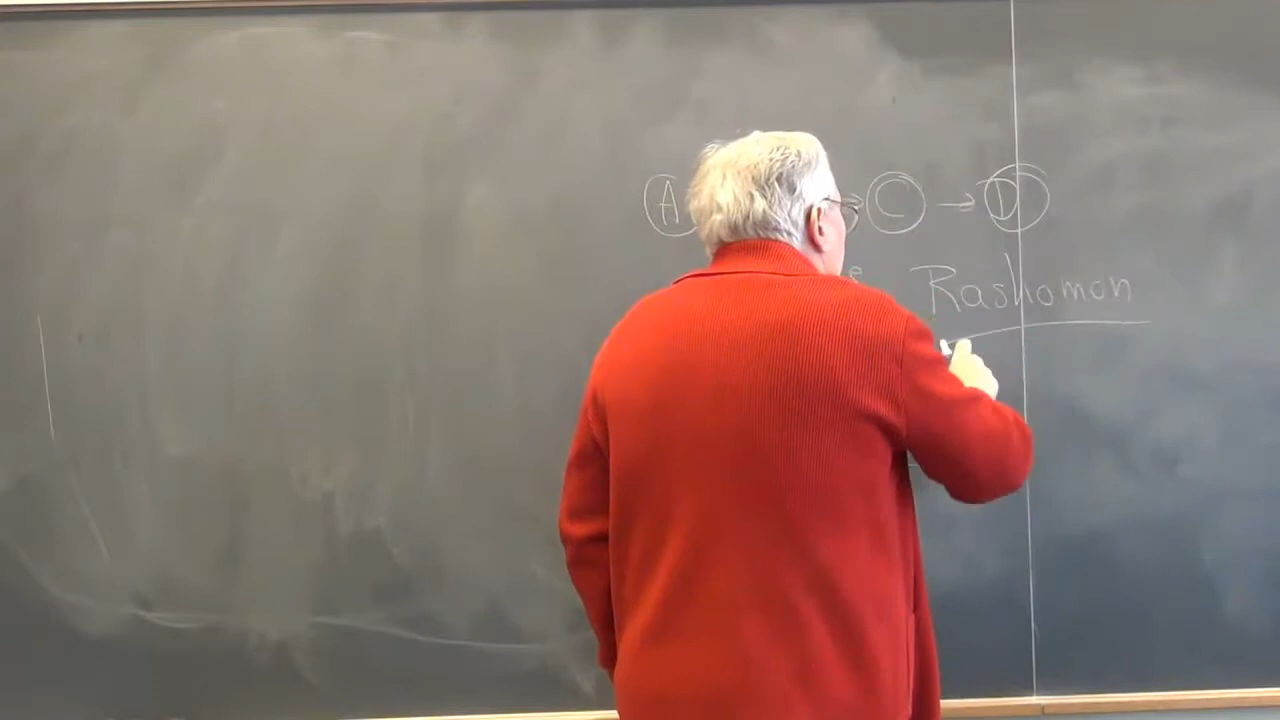 A → C → D
e Rashomon